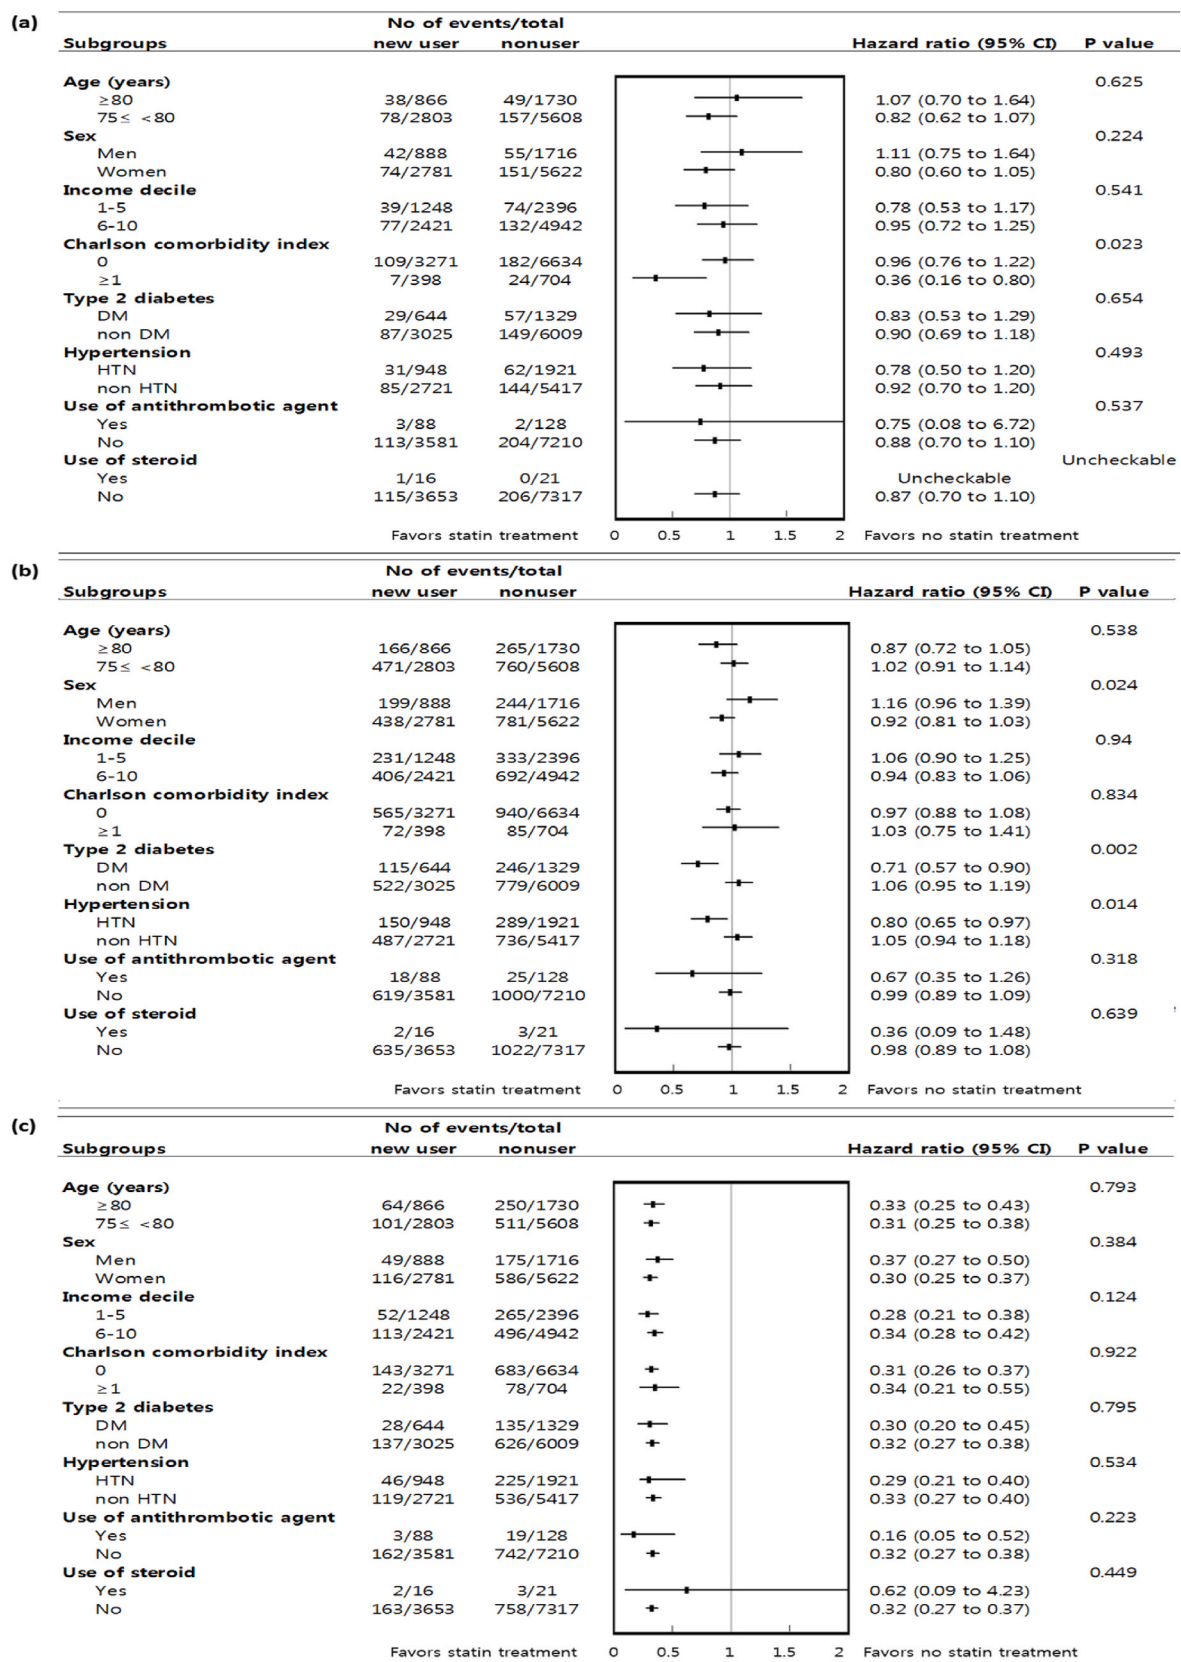 (a)
No of events/total
Subgroups new user nonuser Hazard ratio (95% CI) P value
Age (years) 0.625
≥80 38/866 49/1730 1.07 (0.70 to 1.64)
75≤ <80 78/2803 157/5608 0.82 (0.62 to 1.07)
Sex 0.224
Men 42/888 55/1716 1.11 (0.75 to 1.64)
Women 74/2781 151/5622 0.80 (0.60 to 1.05)
Income decile 0.541
1-5 39/1248 74/2396 0.78 (0.53 to 1.17)
6-10 77/2421 132/4942 0.95 (0.72 to 1.25)
Charlson comorbidity index 0.023
0 109/3271 182/6634 0.96 (0.76 to 1.22)
≥1 7/398 24/704 0.36 (0.16 to 0.80)
Type 2 diabetes 0.654
DM 29/644 57/1329 0.83 (0.53 to 1.29)
non DM 87/3025 149/6009 0.90 (0.69 to 1.18)
Hypertension 0.493
HTN 31/948 62/1921 0.78 (0.50 to 1.20)
non HTN 85/2721 144/5417 0.92 (0.70 to 1.20)
Use of antithrombotic agent 0.537
Yes 3/88 2/128 0.75 (0.08 to 6.72)
No 113/3581 204/7210 0.88 (0.70 to 1.10)
Use of steroid Uncheckable
Yes 1/16 0/21 Uncheckable
No 115/3653 206/7317 0.87 (0.70 to 1.10)
Favors statin treatment 0 0.5 1 1.5 2 Favors no statin treatment
(b)
No of events/total
Subgroups new user nonuser Hazard ratio (95% CI) P value
Age (years) 0.538
≥80 166/866 265/1730 0.87 (0.72 to 1.05)
75≤ <80 471/2803 760/5608 1.02 (0.91 to 1.14)
Sex 0.024
Men 199/888 244/1716 1.16 (0.96 to 1.39)
Women 438/2781 781/5622 0.92 (0.81 to 1.03)
Income decile 0.94
1-5 231/1248 333/2396 1.06 (0.90 to 1.25)
6-10 406/2421 692/4942 0.94 (0.83 to 1.06)
Charlson comorbidity index 0.834
0 565/3271 940/6634 0.97 (0.88 to 1.08)
≥1 72/398 85/704 1.03 (0.75 to 1.41)
Type 2 diabetes 0.002
DM 115/644 246/1329 0.71 (0.57 to 0.90)
non DM 522/3025 779/6009 1.06 (0.95 to 1.19)
Hypertension 0.014
HTN 150/948 289/1921 0.80 (0.65 to 0.97)
non HTN 487/2721 736/5417 1.05 (0.94 to 1.18)
Use of antithrombotic agent 0.318
Yes 18/88 25/128 0.67 (0.35 to 1.26)
No 619/3581 1000/7210 0.99 (0.89 to 1.09)
Use of steroid 0.639
Yes 2/16 3/21 0.36 (0.09 to 1.48)
No 635/3653 1022/7317 0.98 (0.89 to 1.08)
Favors statin treatment 0 0.5 1 1.5 2 Favors no statin treatment
(c)
No of events/total
Subgroups new user nonuser Hazard ratio (95% CI) P value
Age (years) 0.793
≥80 64/866 250/1730 0.33 (0.25 to 0.43)
75≤ <80 101/2803 511/5608 0.31 (0.25 to 0.38)
Sex 0.384
Men 49/888 175/1716 0.37 (0.27 to 0.50)
Women 116/2781 586/5622 0.30 (0.25 to 0.37)
Income decile 0.124
1-5 52/1248 265/2396 0.28 (0.21 to 0.38)
6-10 113/2421 496/4942 0.34 (0.28 to 0.42)
Charlson comorbidity index 0.922
0 143/3271 683/6634 0.31 (0.26 to 0.37)
≥1 22/398 78/704 0.34 (0.21 to 0.55)
Type 2 diabetes 0.795
DM 28/644 135/1329 0.30 (0.20 to 0.45)
non DM 137/3025 626/6009 0.32 (0.27 to 0.38)
Hypertension 0.534
HTN 46/948 225/1921 0.29 (0.21 to 0.40)
non HTN 119/2721 536/5417 0.33 (0.27 to 0.40)
Use of antithrombotic agent 0.223
Yes 3/88 19/128 0.16 (0.05 to 0.52)
No 162/3581 742/7210 0.32 (0.27 to 0.38)
Use of steroid 0.449
Yes 2/16 3/21 0.62 (0.09 to 4.23)
No 163/3653 758/7317 0.32 (0.27 to 0.37)
Favors statin treatment 0 0.5 1 1.5 2 Favors no statin treatment